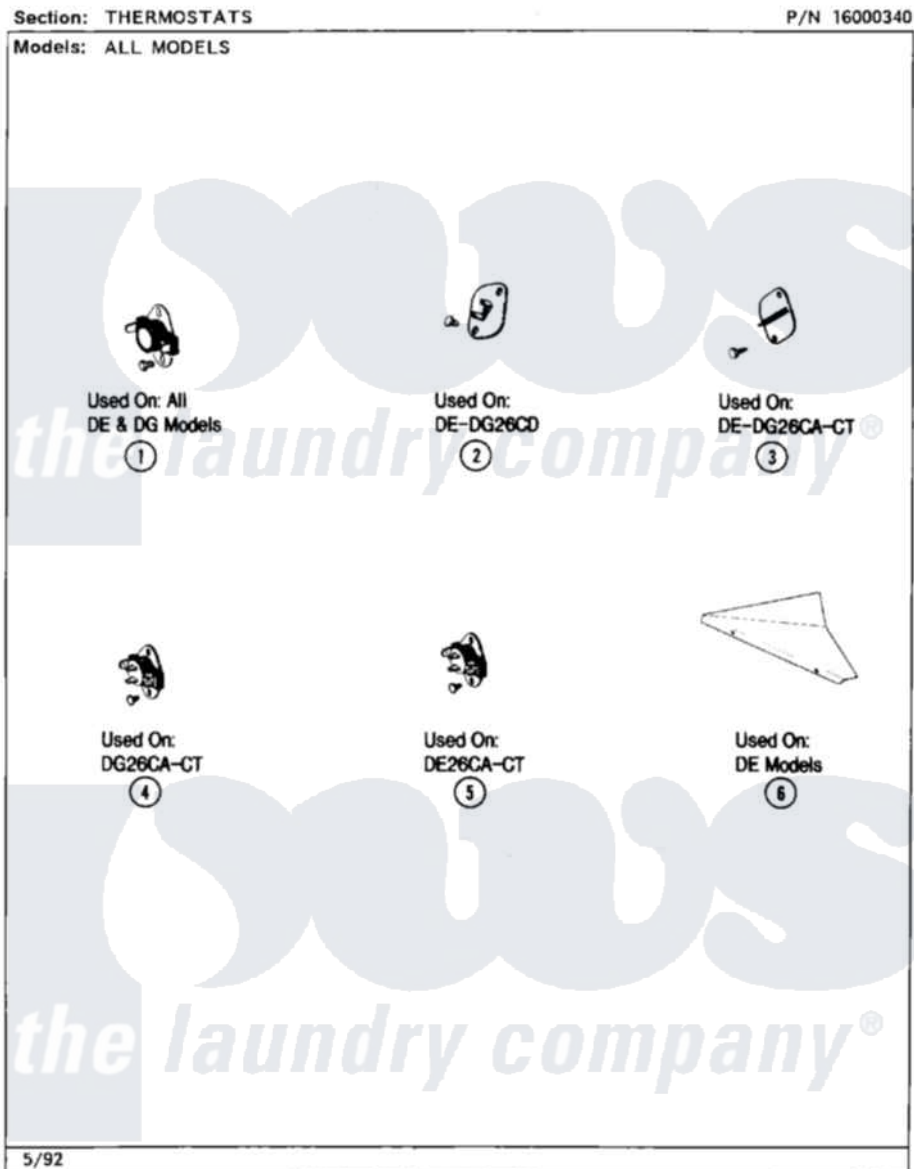 Section: THERMOSTATS
P/N 16000340
Models: ALL MODELS
pws
the laundry company®
Used On: All
DE & DG Models
1
Used On:
DE-DG26CD
2
Used On:
DE-DG26CA-CT
3
Used On:
DG26CA-CT
4
Used On:
DE26CA-CT
5
Used On:
DE Models
6
pws
the laundry company®
5/92